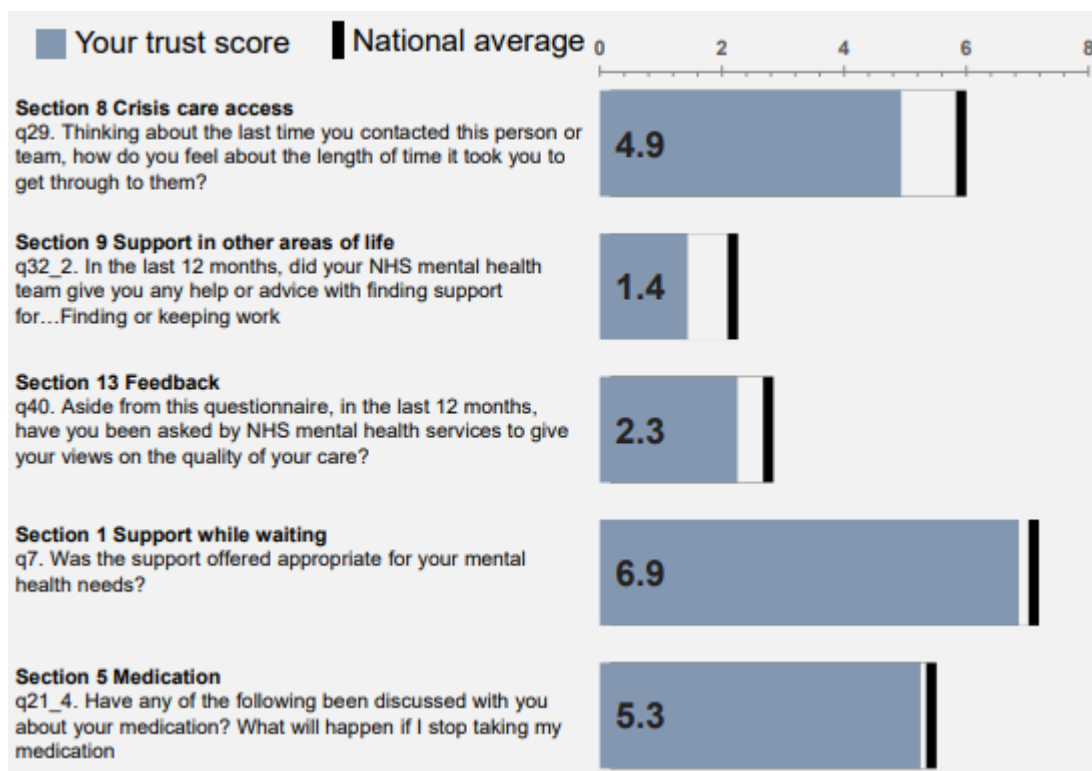 Your trust score
National average
0 2 4 6 8
Section 8 Crisis care access
q29. Thinking about the last time you contacted this person or
team, how do you feel about the length of time it took you to
get through to them?
4.9
Section 9 Support in other areas of life
q32_2. In the last 12 months, did your NHS mental health
team give you any help or advice with finding support
for…Finding or keeping work
1.4
Section 13 Feedback
q40. Aside from this questionnaire, in the last 12 months,
have you been asked by NHS mental health services to give
your views on the quality of your care?
2.3
Section 1 Support while waiting
q7. Was the support offered appropriate for your mental
health needs?
6.9
Section 5 Medication
q21_4. Have any of the following been discussed with you
about your medication? What will happen if I stop taking my
medication
5.3